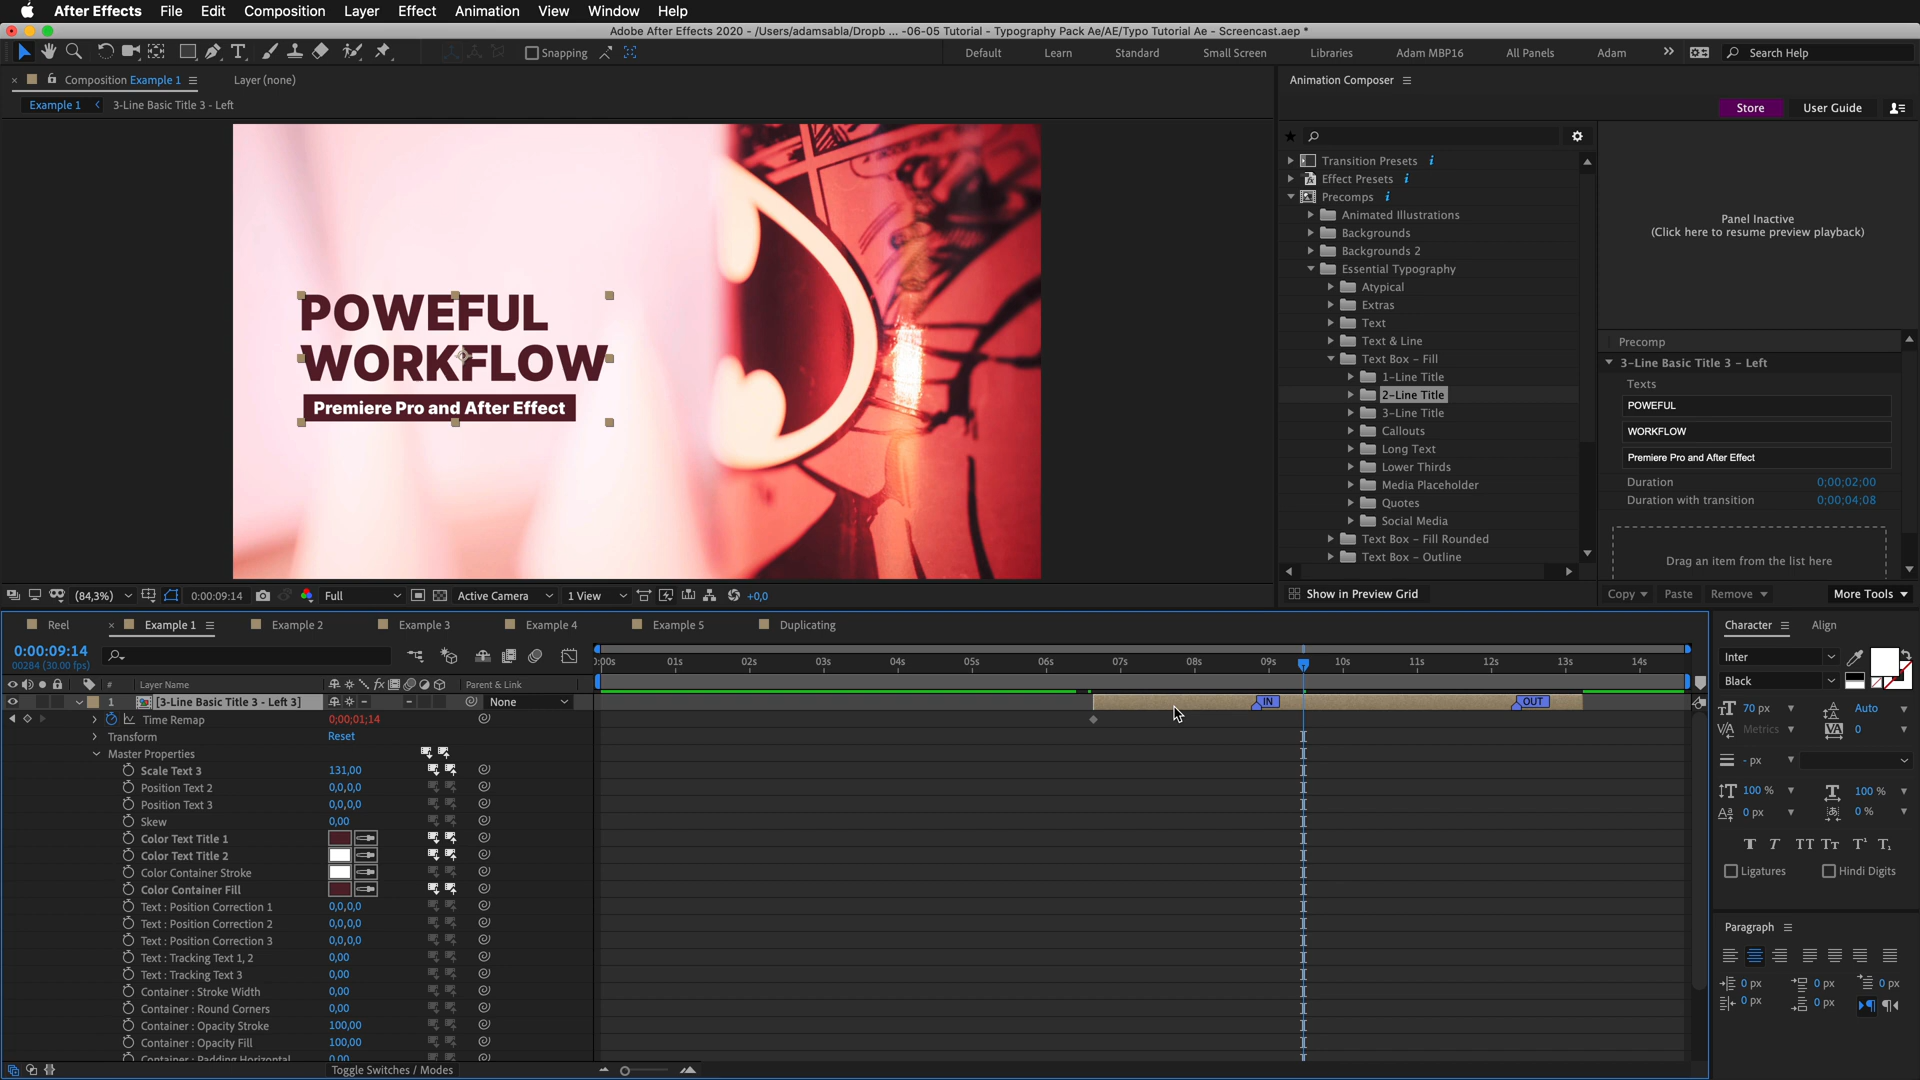 After Effects File Edit Composition Layer Effect Animation View Window Help
Adobe After Effects 2020 - /Users/adamsabla/Dropb ... -06-05 Tutorial - Typography Pack Ae/AE/Typo Tutorial Ae - Screencast.aep *
Snapping Default Learn Standard Small Screen Libraries Adam MBP16 All Panels Adam Search Help
Composition Example 1 Layer (none)
Example 1 3-Line Basic Title 3 - Left
POWEFUL
WORKFLOW
Premiere Pro and After Effect
(84,3%) 0:00:09:14 Full Active Camera 1 View +0,0
Animation Composer
Store User Guide
Transition Presets
Effect Presets
Precomps
Animated Illustrations
Backgrounds
Backgrounds 2
Essential Typography
Atypical
Extras
Text
Text & Line
Text Box – Fill
1-Line Title
2-Line Title
3-Line Title
Callouts
Long Text
Lower Thirds
Media Placeholder
Quotes
Social Media
Text Box – Fill Rounded
Text Box – Outline
Show in Preview Grid
Panel Inactive
(Click here to resume preview playback)
Precomp
3-Line Basic Title 3 - Left
Texts
POWEFUL
WORKFLOW
Premiere Pro and After Effect
Duration 0;00;02;00
Duration with transition 0;00;04;08
Drag an item from the list here
Copy Paste Remove More Tools
Reel Example 1 Example 2 Example 3 Example 4 Example 5 Duplicating
0:00:09:14
00284 (30.00 fps)
0:00s 01s 02s 03s 04s 05s 06s 07s 08s 09s 10s 11s 12s 13s 14s
# Layer Name Parent & Link
1 [3-Line Basic Title 3 - Left 3] None IN OUT
Time Remap 0;00;01;14
Transform Reset
Master Properties
Scale Text 3 131,00
Position Text 2 0,0,0,0
Position Text 3 0,0,0,0
Skew 0,00
Color Text Title 1
Color Text Title 2
Color Container Stroke
Color Container Fill
Text : Position Correction 1 0,0,0,0
Text : Position Correction 2 0,0,0,0
Text : Position Correction 3 0,0,0,0
Text : Tracking Text 1, 2 0,00
Text : Tracking Text 3 0,00
Container : Stroke Width 0,00
Container : Round Corners 0,00
Container : Opacity Stroke 100,00
Container : Opacity Fill 100,00
Container : Padding Horizontal 0,00
Toggle Switches / Modes
Character Align
Inter
Black
70 px Auto
Metrics 0
- px
100 % 100 %
0 px 0 %
Ligatures Hindi Digits
Paragraph
0 px 0 px 0 px
0 px 0 px